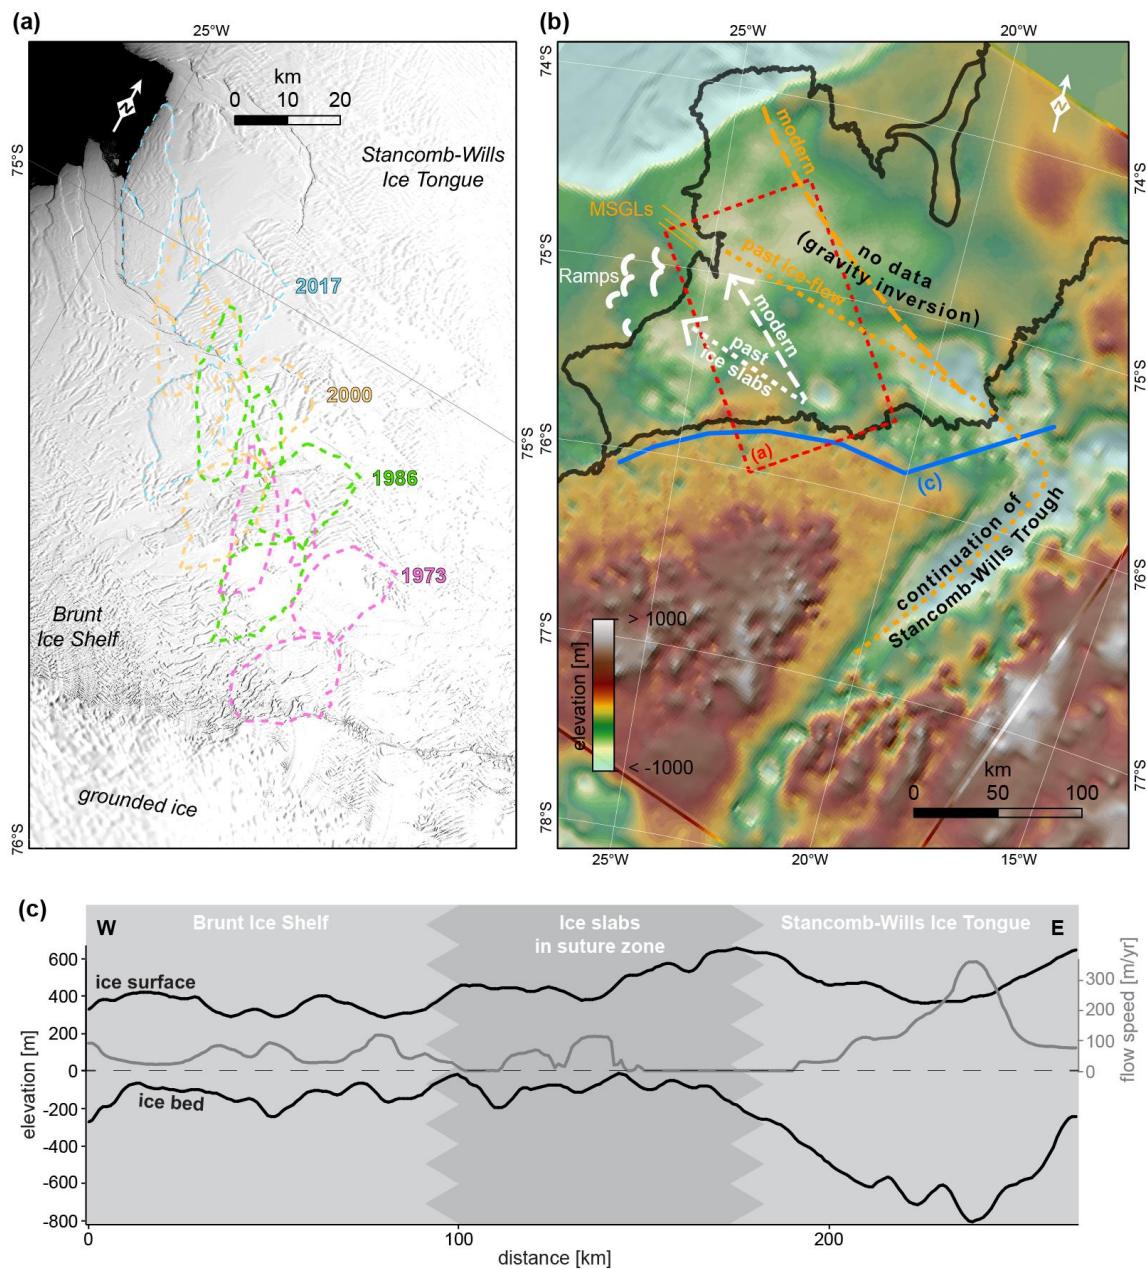 (a)
25°W
km
0 10 20
N
75°S
Stancomb-Wills
Ice Tongue
2017
2000
75°S
1986
1973
Brunt
Ice Shelf
grounded ice
76°S
(b)
25°W
20°W
74°S
N
modern
74°S
MSGLs
75°S
no data
(gravity inversion)
past ice-flow
Ramps
modern
past
ice slabs
75°S
76°S
(a)
(c)
continuation of
Stancomb-Wills Trough
76°S
77°S
> 1000
elevation [m]
< -1000
km
0 50 100
77°S
78°S
25°W
20°W
15°W
(c)
Brunt Ice Shelf
Ice slabs
in suture zone
Stancomb-Wills Ice Tongue
W
E
600
400
200
0
-200
-400
-600
-800
elevation [m]
ice surface
ice bed
300
200
100
0
flow speed [m/yr]
0
100
200
distance [km]